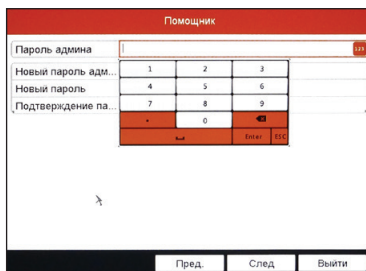 Помощник
Пароль админа
123
Новый пароль адм...
1 2 3
Новый пароль
4 5 6
Подтверждение па...
7 8 9
. 0
Enter ESC
Пред. След Выйти